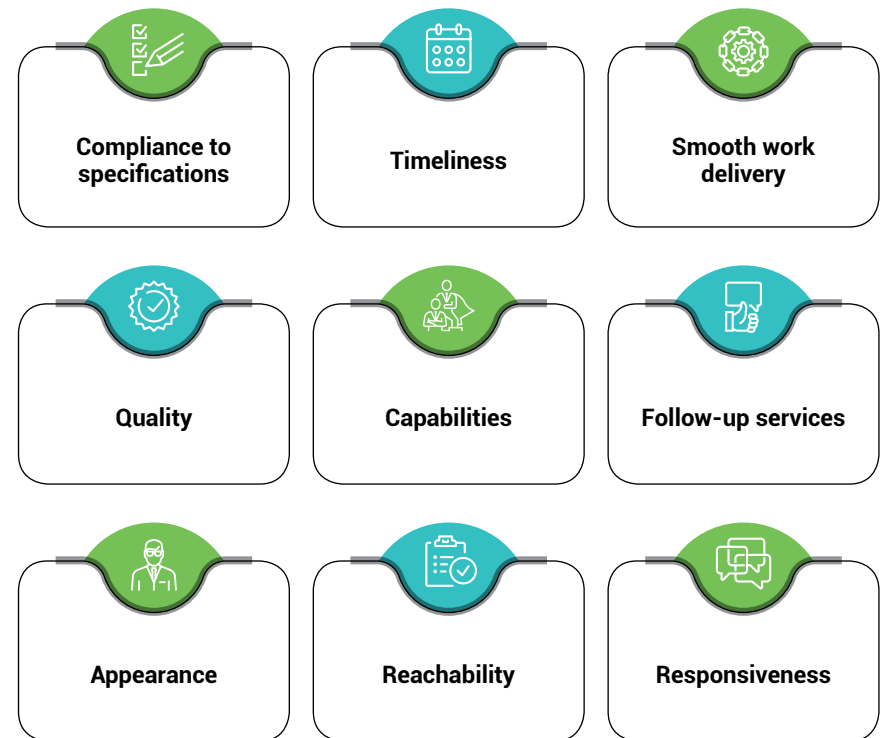 Compliance to
specifications
Timeliness
Smooth work
delivery
Quality
Capabilities
Follow-up services
Appearance
Reachability
Responsiveness